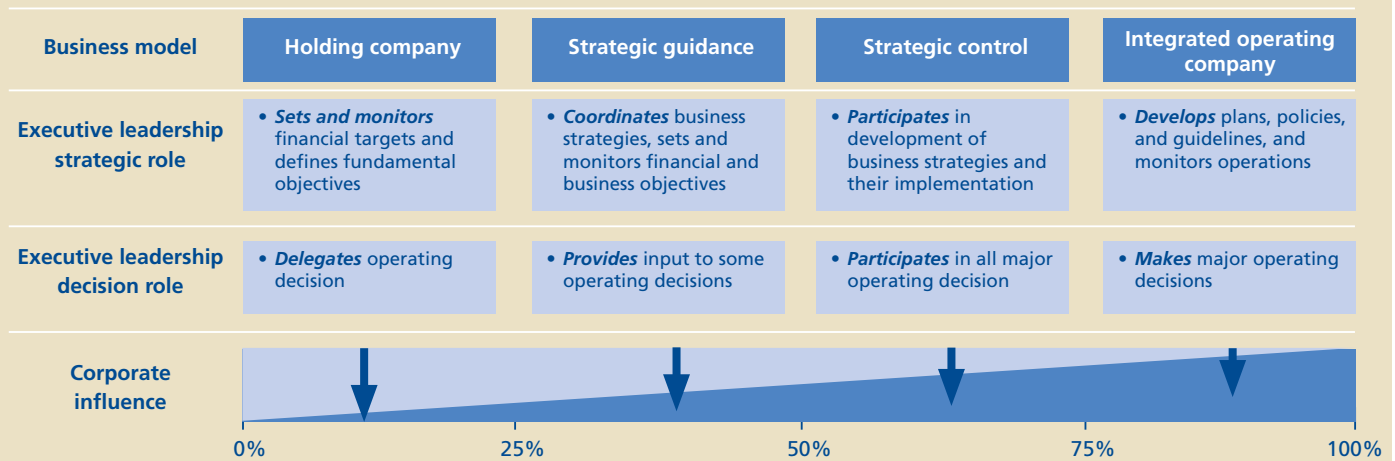 Business model
Holding company
Strategic guidance
Strategic control
Integrated operating
company
Executive leadership
strategic role
• Sets and monitors
financial targets and
defines fundamental
objectives
• Coordinates business
strategies, sets and
monitors financial and
business objectives
• Participates in
development of
business strategies and
their implementation
• Develops plans, policies,
and guidelines, and
monitors operations
Executive leadership
decision role
• Delegates operating
decision
• Provides input to some
operating decisions
• Participates in all major
operating decision
• Makes major operating
decisions
Corporate
influence
0%
25%
50%
75%
100%